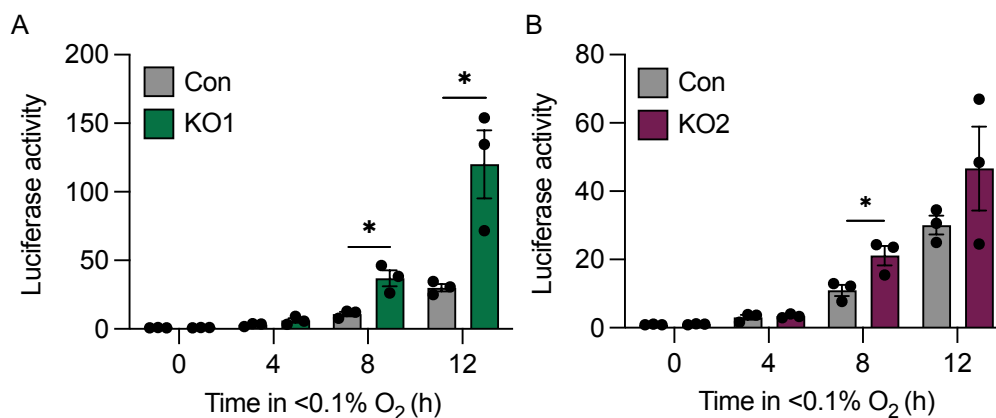 A
Luciferase activity
200
150
100
50
0
Con
KO1
*
*
0 4 8 12
Time in <0.1% O₂ (h)
B
Luciferase activity
80
60
40
20
0
Con
KO2
*
0 4 8 12
Time in <0.1% O₂ (h)